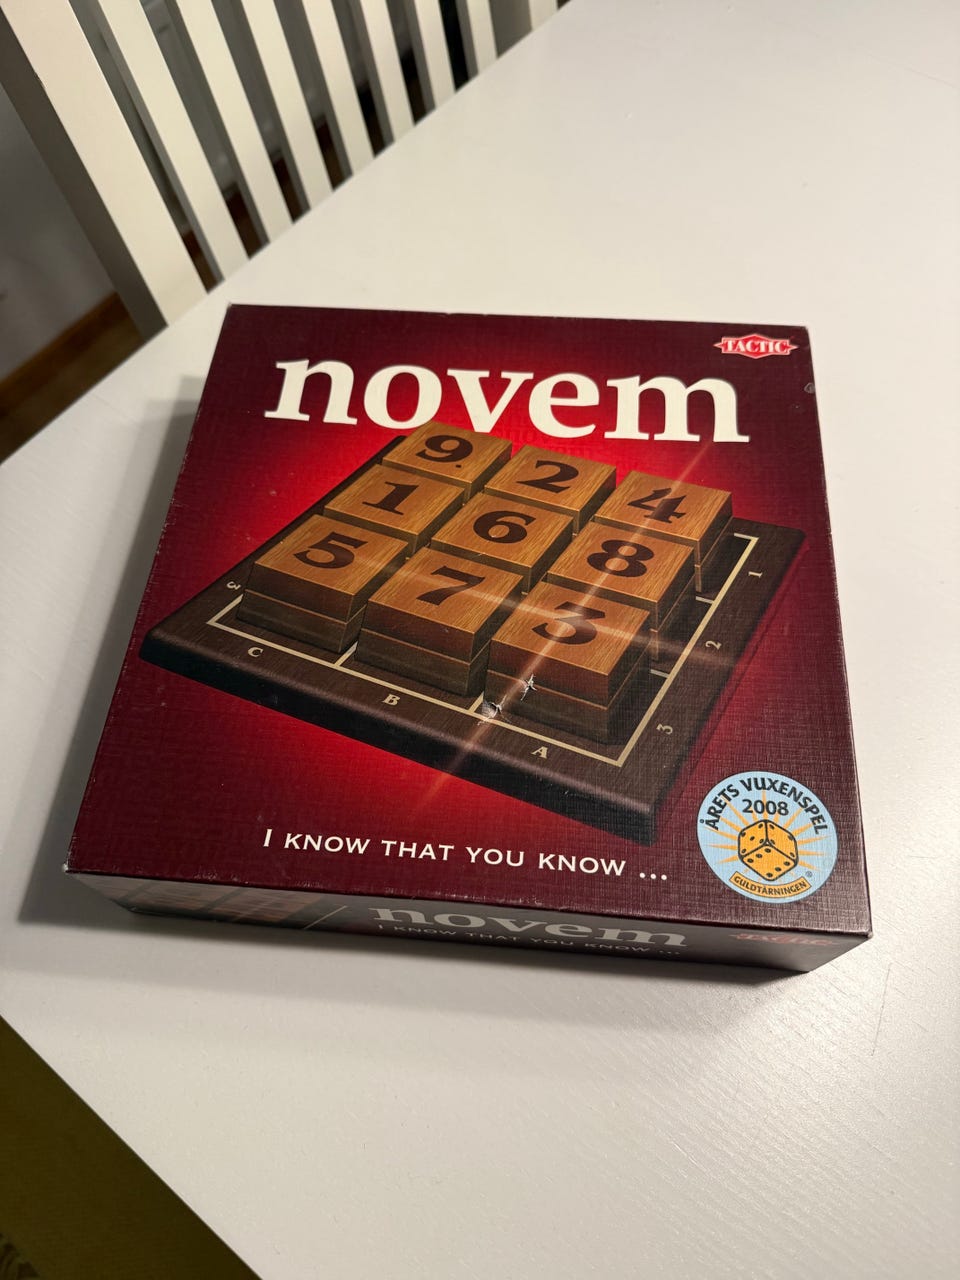 TACTIC
novem
9. 2 4
1 6 8
5 7 3
1
2
3
3
C
B
A
I KNOW THAT YOU KNOW ...
ÅRETS VUXENSPEL
2008
GULDTÄRNINGEN®
novem
I KNOW THAT YOU KNOW ...
TACTIC